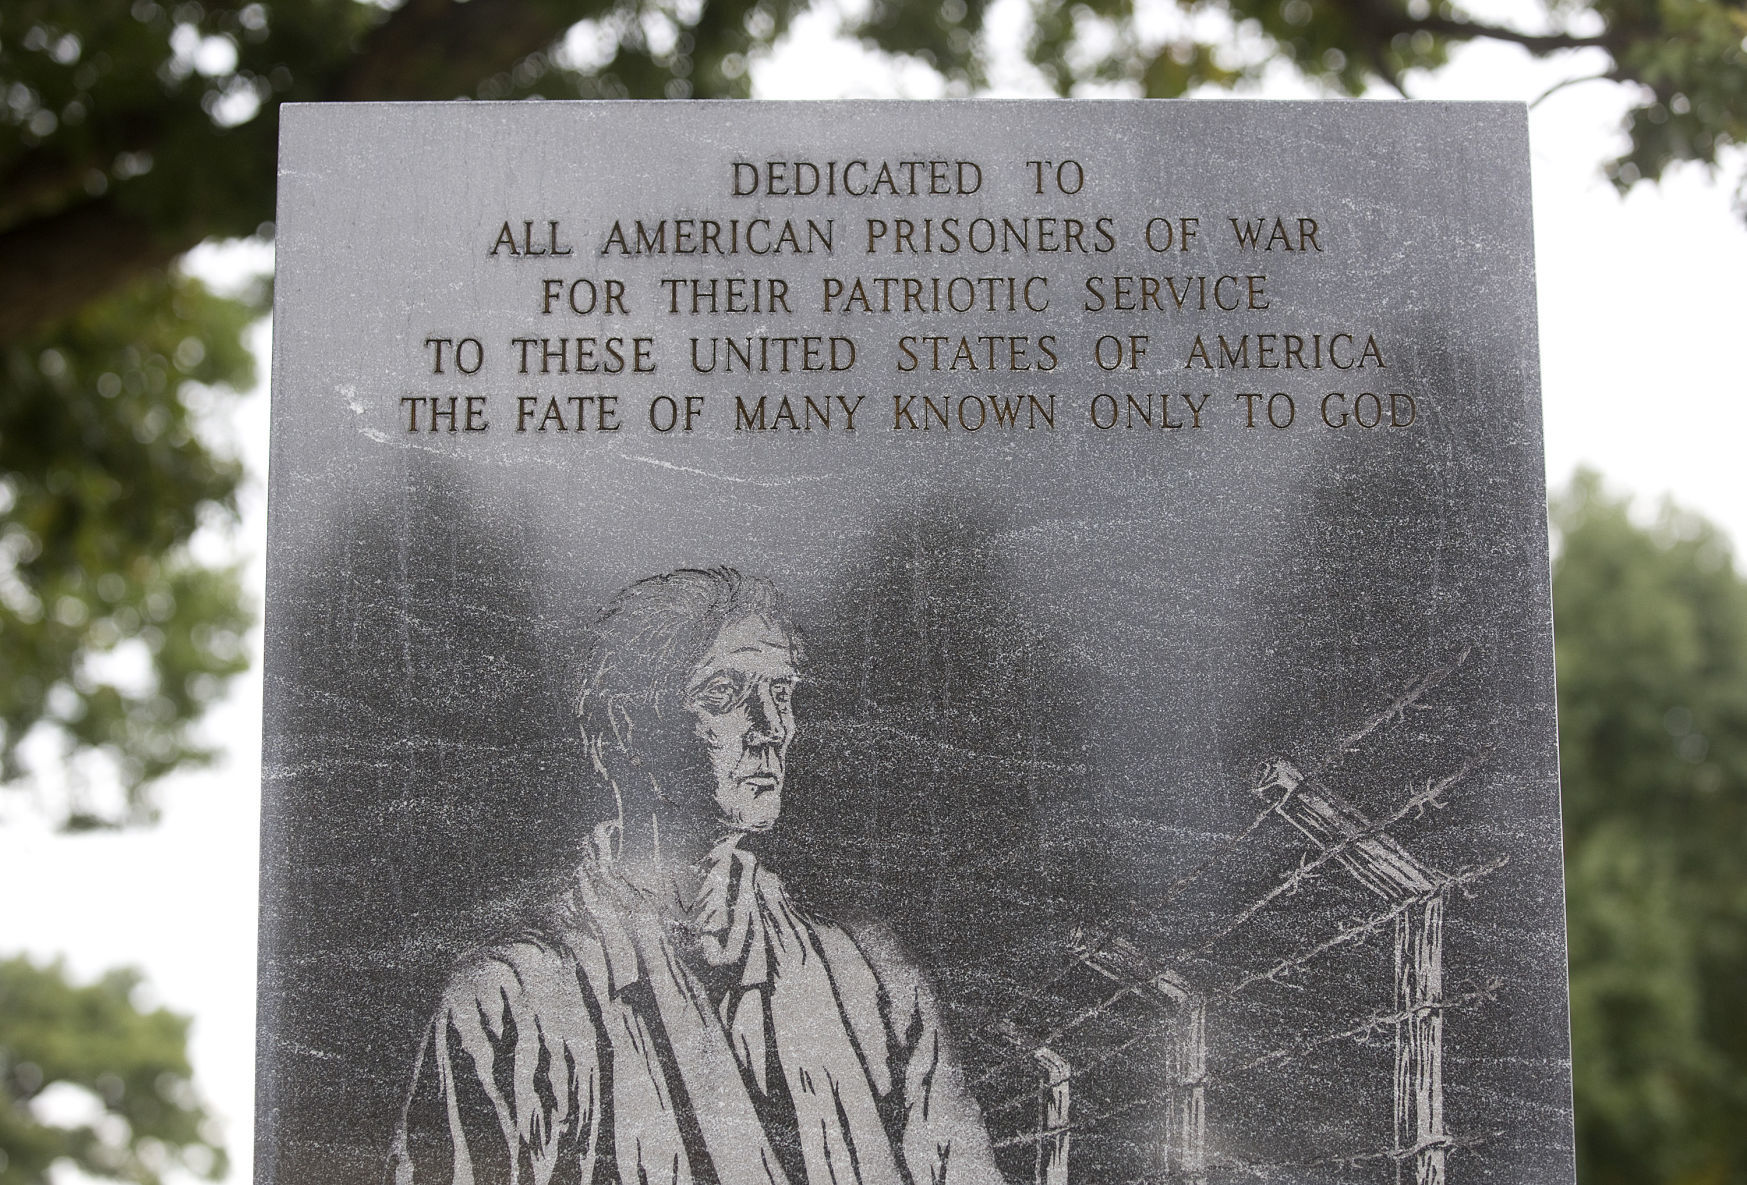 DEDICATED TO
ALL AMERICAN PRISONERS OF WAR
FOR THEIR PATRIOTIC SERVICE
TO THESE UNITED STATES OF AMERICA
THE FATE OF MANY KNOWN ONLY TO GOD